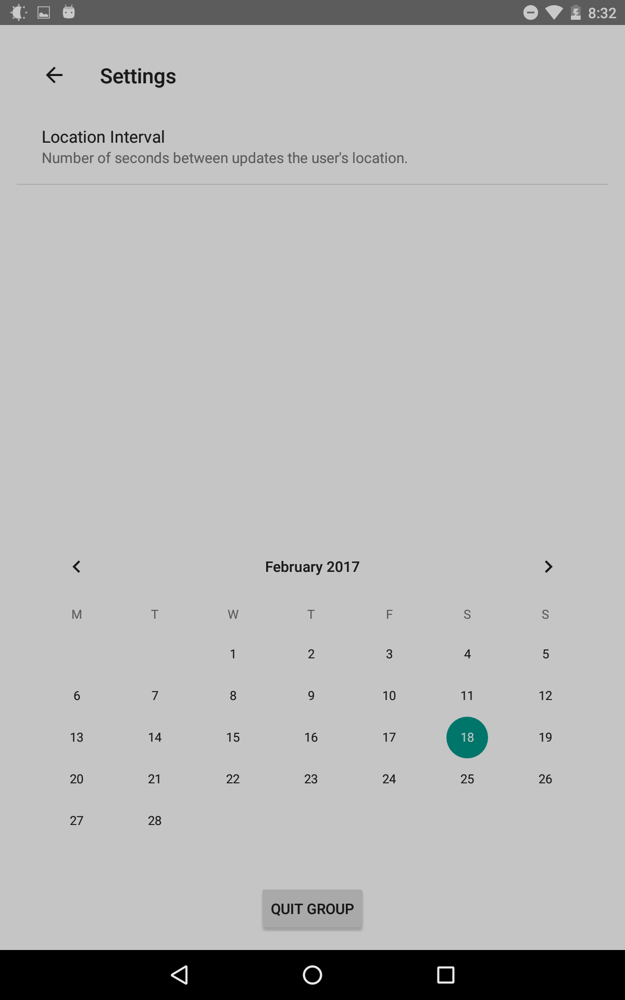 8:32
Settings
Location Interval
Number of seconds between updates the user's location.
February 2017
M T W T F S S
1 2 3 4 5
6 7 8 9 10 11 12
13 14 15 16 17 18 19
20 21 22 23 24 25 26
27 28
QUIT GROUP